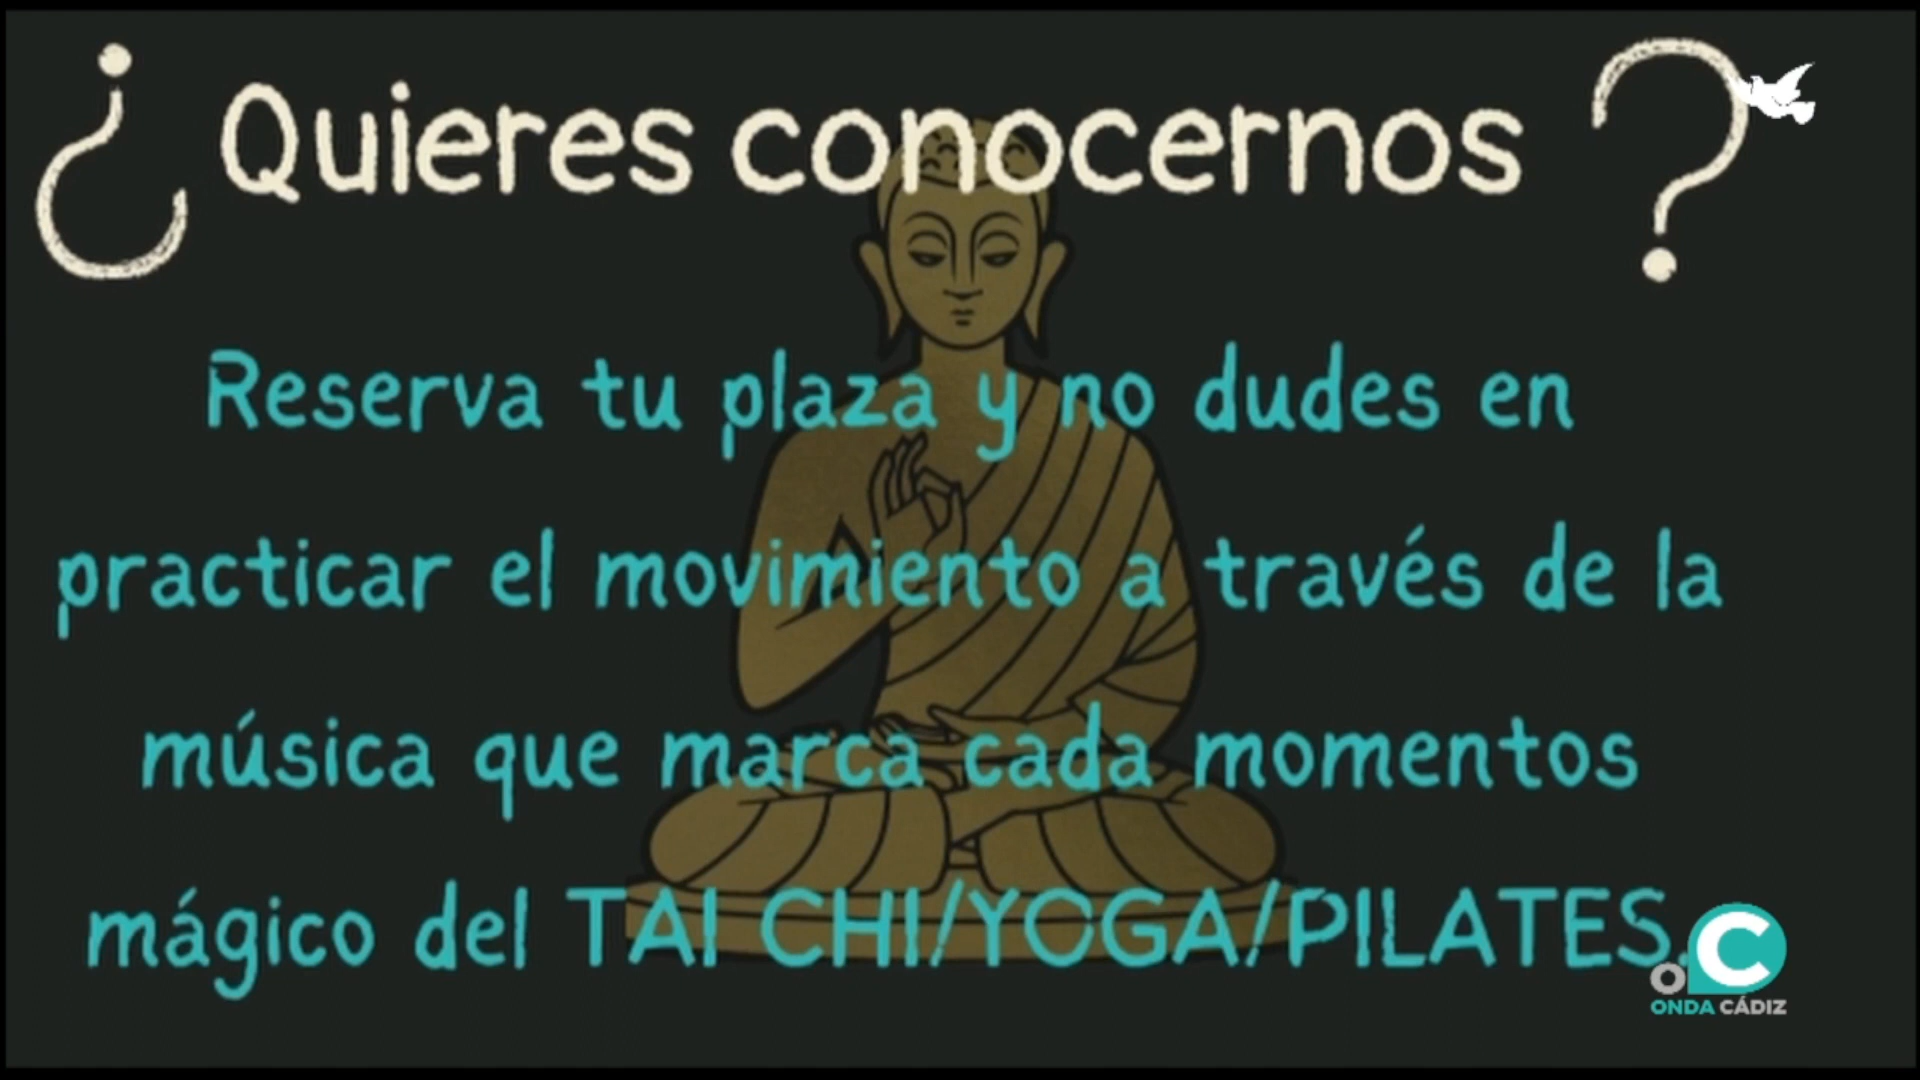 ¿Quieres conocernos?
Reserva tu plaza y no dudes en
practicar el movimiento a través de la
música que marca cada momentos
mágico del TAI CHI/YOGA/PILATES.
OC
ONDA CÁDIZ